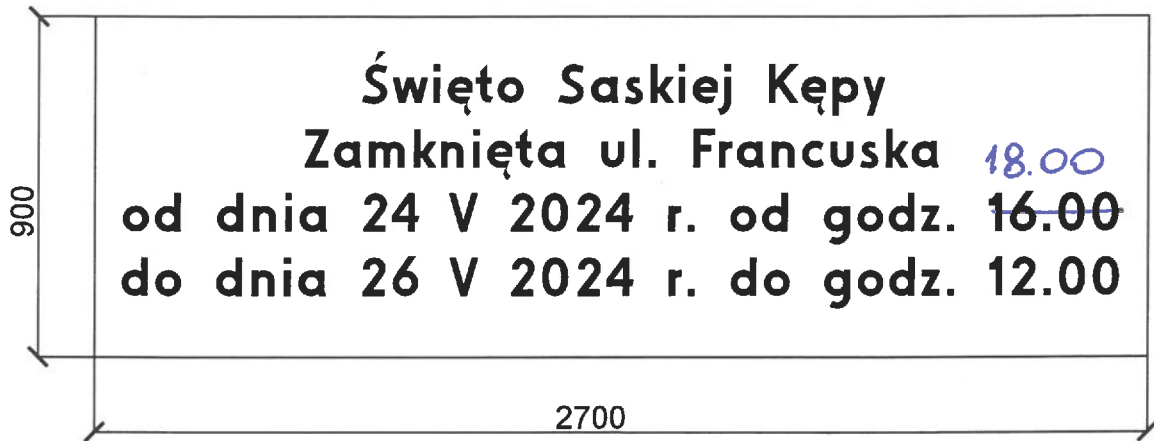 Święto Saskiej Kępy
Zamknięta ul. Francuska
18.00
od dnia 24 V 2024 r. od godz. 16.00
do dnia 26 V 2024 r. do godz. 12.00
900
2700